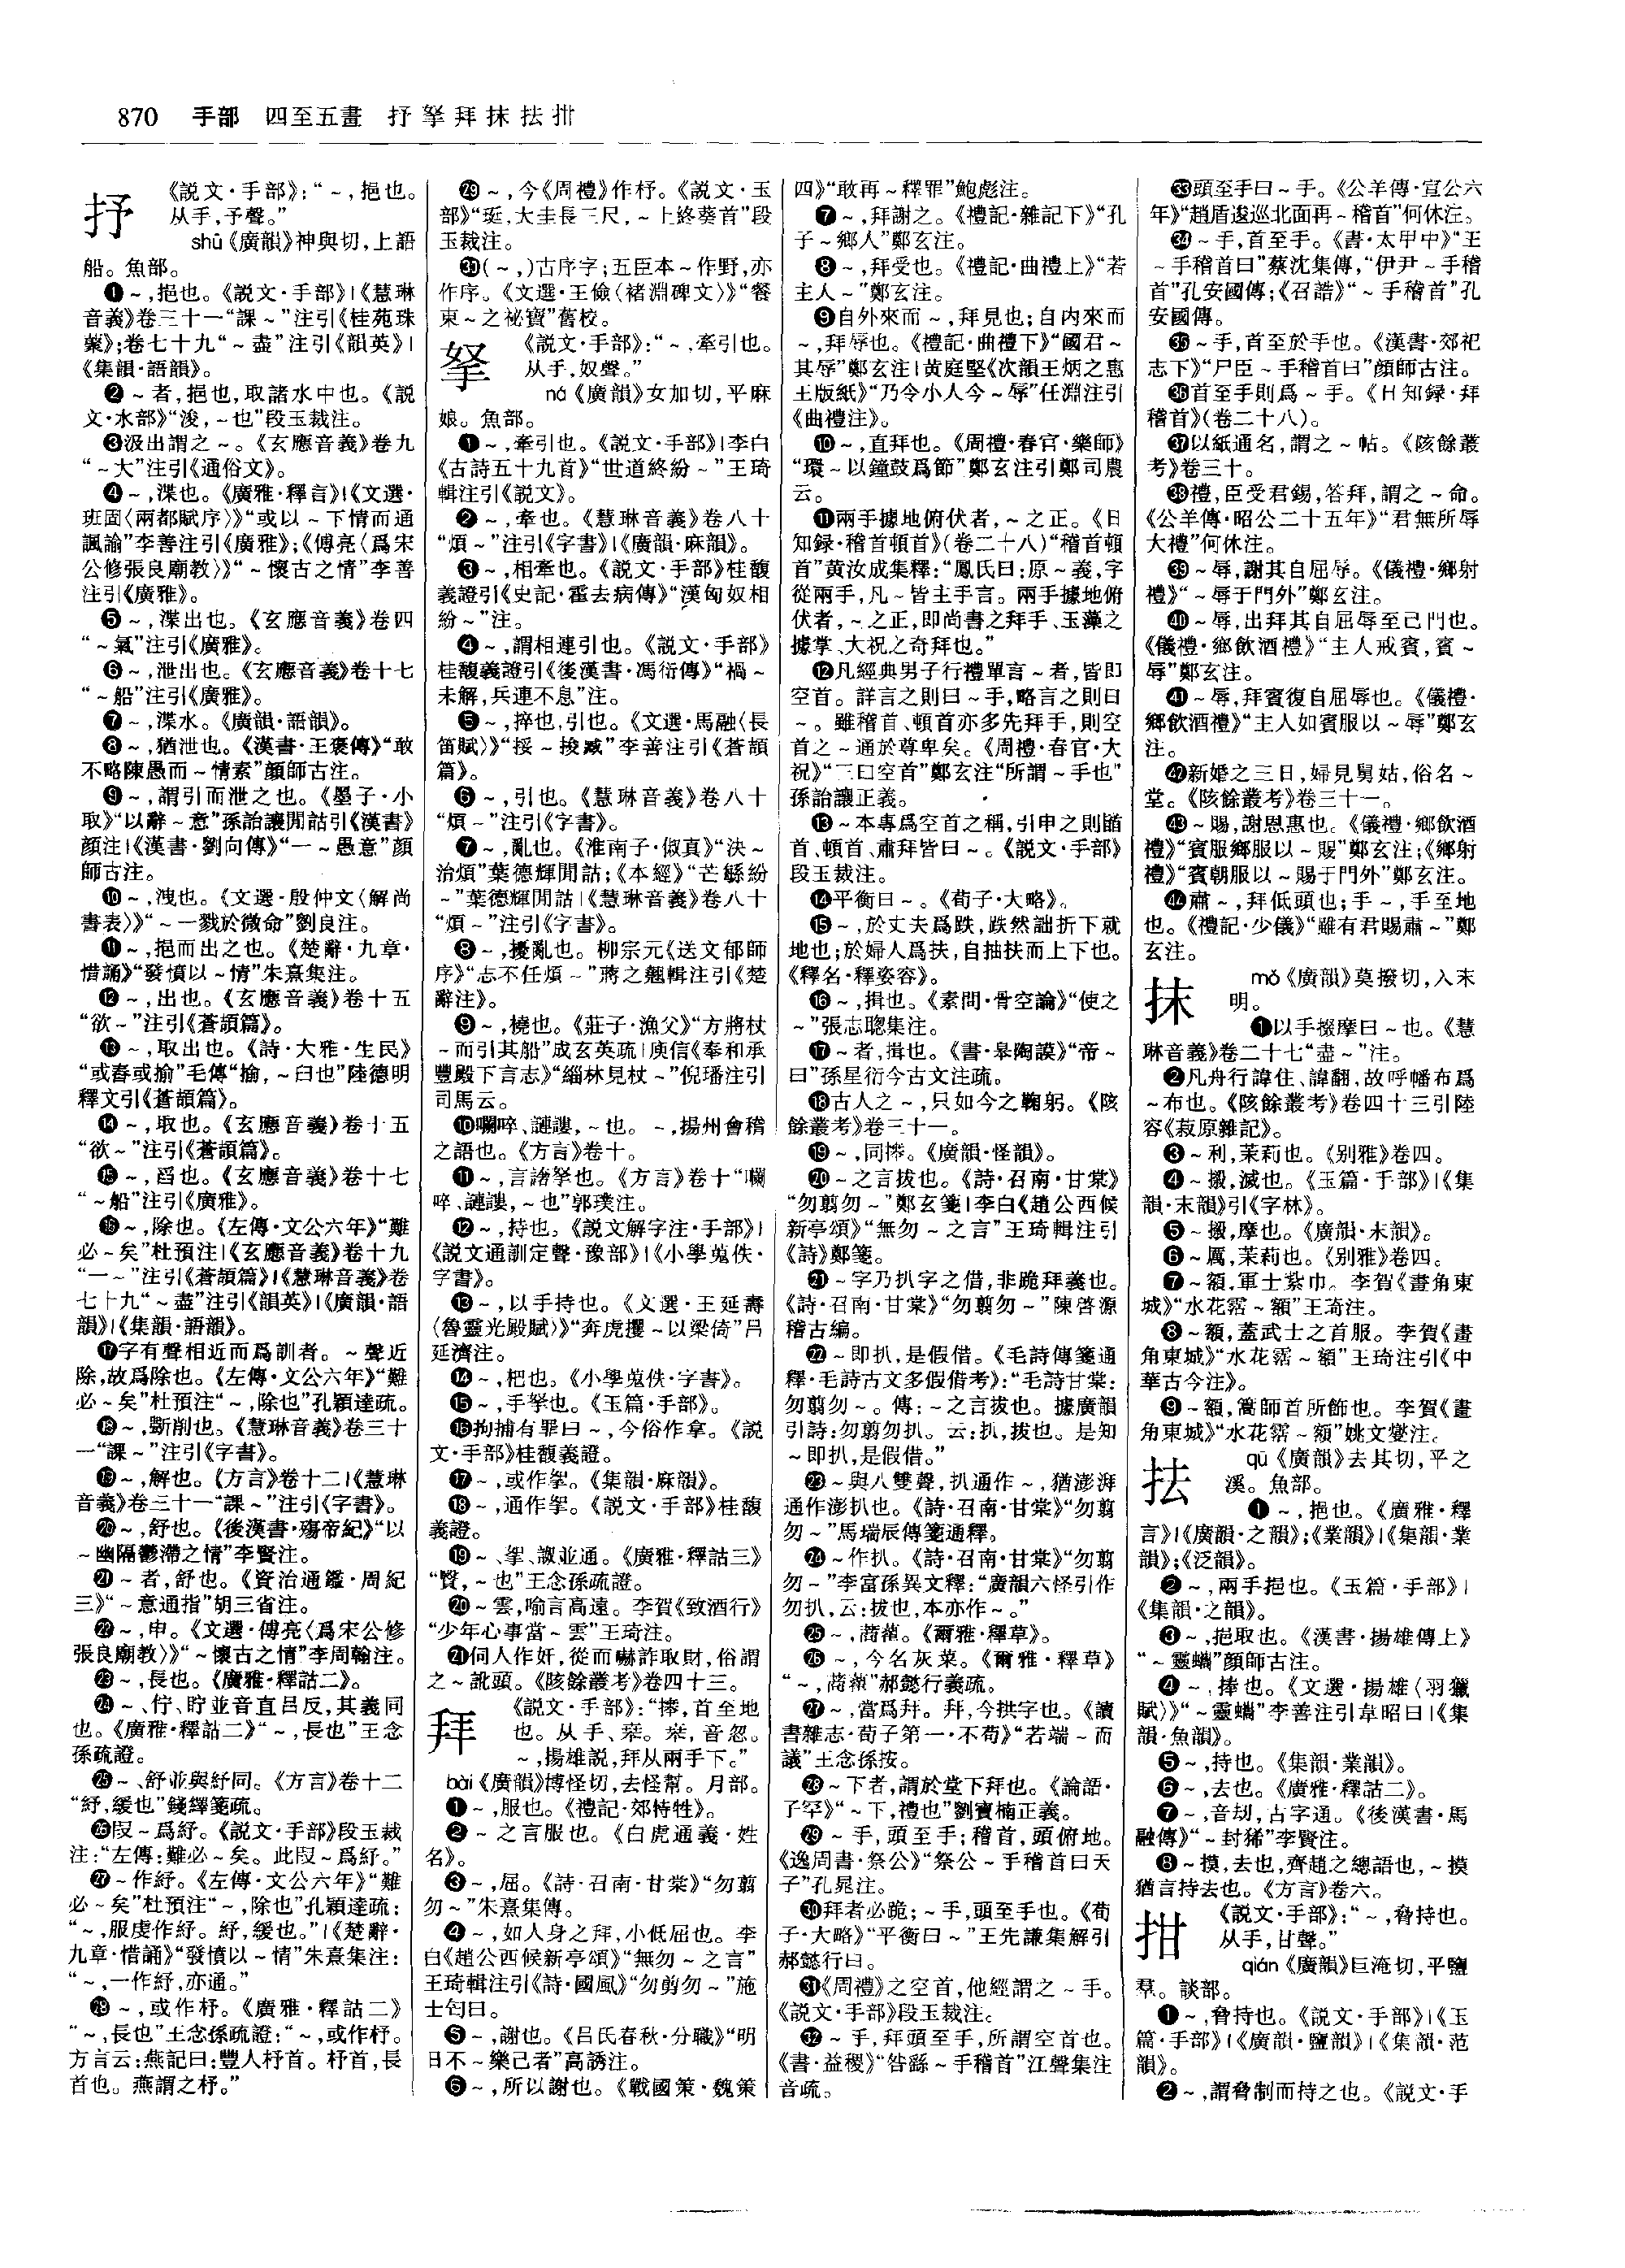 870 手部 四至五畫 抒挐拜抹抾拑
抒
《説文·手部》：“～，挹也。
从手，予聲。”
shū《廣韻》神與切，上語
船。魚部。
❶～，挹也。《説文·手部》|《慧琳
音義》卷三十一“課～”注引《桂苑珠
叢》；卷七十九“～盡”注引《韻英》|
《集韻·語韻》。
❷～者，挹也，取諸水中也。《説
文·水部》“浚，～也”段玉裁注。
❸汲出謂之～。《玄應音義》卷九
“～大”注引《通俗文》。
❹～，渫也。《廣雅·釋言》|《文選·
班固〈兩都賦序〉》“或以～下情而通
諷諭”李善注引《廣雅》；《傅亮〈爲宋
公修張良廟教〉》“～懷古之情”李善
注引《廣雅》。
❺～，渫出也。《玄應音義》卷四
“～氣”注引《廣雅》。
❻～，泄出也。《玄應音義》卷十七
“～船”注引《廣雅》。
❼～，渫水。《廣韻·語韻》。
❽～，猶泄也。《漢書·王褒傳》“敢
不略陳愚而～情素”顔師古注。
❾～，謂引而泄之也。《墨子·小
取》“以辭～意”孫詒讓閒詁引《漢書》
顔注|《漢書·劉向傳》“一～愚意”顔
師古注。
❿～，洩也。《文選·殷仲文〈解尚
書表〉》“～一戮於微命”劉良注。
⓫～，挹而出之也。《楚辭·九章·
惜誦》“發憤以～情”朱熹集注。
⓬～，出也。《玄應音義》卷十五
“欲～”注引《蒼頡篇》。
⓭～，取出也。《詩·大雅·生民》
“或舂或揄”毛傳“揄，～臼也”陸德明
釋文引《蒼頡篇》。
⓮～，取也。《玄應音義》卷十五
“欲～”注引《蒼頡篇》。
⓯～，舀也。《玄應音義》卷十七
“～船”注引《廣雅》。
⓰～，除也。《左傳·文公六年》“難
必～矣”杜預注|《玄應音義》卷十九
“一～”注引《蒼頡篇》|《慧琳音義》卷
七十九“～盡”注引《韻英》|《廣韻·語
韻》|《集韻·語韻》。
⓱字有聲相近而爲訓者。～聲近
除，故爲除也。《左傳·文公六年》“難
必～矣”杜預注“～，除也”孔穎達疏。
⓲～，斲削也。《慧琳音義》卷三十
一“課～”注引《字書》。
⓳～，解也。《方言》卷十二|《慧琳
音義》卷三十一“課～”注引《字書》。
⓴～，舒也。《後漢書·殤帝紀》“以
～幽隔鬱滯之情”李賢注。
㉑～者，舒也。《資治通鑑·周紀
三》“～意通指”胡三省注。
㉒～，申。《文選·傅亮〈爲宋公修
張良廟教〉》“～懷古之情”李周翰注。
㉓～，長也。《廣雅·釋詁二》。
㉔～、佇、貯並音直吕反，其義同
也。《廣雅·釋詁二》“～，長也”王念
孫疏證。
㉕～、舒並與紓同。《方言》卷十二
“紓，緩也”錢繹箋疏。
㉖叚～爲紓。《説文·手部》段玉裁
注：“左傳：難必～矣。此叚～爲紓。”
㉗～作紓。《左傳·文公六年》“難
必～矣”杜預注“～，除也”孔穎達疏：
“～，服虔作紓。紓，緩也。”|《楚辭·
九章·惜誦》“發憤以～情”朱熹集注：
“～，一作紓，亦通。”
㉘～，或作杼。《廣雅·釋詁二》
“～，長也”王念孫疏證：“～，或作杼。
方言云：燕記曰：豐人杼首。杼首，長
首也。燕謂之杼。”
㉙～，今《周禮》作杼。《説文·玉
部》“珽，大圭長三尺，～上終葵首”段
玉裁注。
㉚（～，）古序字；五臣本～作野，亦
作序。《文選·王儉〈褚淵碑文〉》“餐
東～之祕寶”舊校。
挐
《説文·手部》：“～，牽引也。
从手，奴聲。”
ná《廣韻》女加切，平麻
娘。魚部。
❶～，牽引也。《説文·手部》|李白
《古詩五十九首》“世道終紛～”王琦
輯注引《説文》。
❷～，牽也。《慧琳音義》卷八十
“煩～”注引《字書》|《廣韻·麻韻》。
❸～，相牽也。《説文·手部》桂馥
義證引《史記·霍去病傳》“漢匈奴相
紛～”注。
❹～，謂相連引也。《説文·手部》
桂馥義證引《後漢書·馮衍傳》“禍～
未解，兵連不息”注。
❺～，捽也，引也。《文選·馬融〈長
笛賦〉》“挼～捘臧”李善注引《蒼頡
篇》。
❻～，引也。《慧琳音義》卷八十
“煩～”注引《字書》。
❼～，亂也。《淮南子·俶真》“決～
治煩”葉德輝閒詁；《本經》“芒繇紛
～”葉德輝閒詁|《慧琳音義》卷八十
“煩～”注引《字書》。
❽～，擾亂也。柳宗元《送文郁師
序》“志不任煩～”蔣之翹輯注引《楚
辭注》。
❾～，橈也。《莊子·漁父》“方將杖
～而引其船”成玄英疏|庾信《奉和承
豐殿下言志》“緇林見杖～”倪璠注引
司馬云。
❿囒哰、謰謱，～也。～，揚州會稽
之語也。《方言》卷十。
⓫～，言諸挐也。《方言》卷十“囒
哰、謰謱，～也”郭璞注。
⓬～，持也。《説文解字注·手部》|
《説文通訓定聲·豫部》|《小學蒐佚·
字書》。
⓭～，以手持也。《文選·王延壽
〈魯靈光殿賦〉》“奔虎攫～以梁倚”吕
延濟注。
⓮～，杷也。《小學蒐佚·字書》。
⓯～，手挐也。《玉篇·手部》。
⓰拘捕有罪曰～，今俗作拿。《説
文·手部》桂馥義證。
⓱～，或作挐。《集韻·麻韻》。
⓲～，通作挐。《説文·手部》桂馥
義證。
⓳～、挐、詉並通。《廣雅·釋詁三》
“賢，～也”王念孫疏證。
⓴～雲，喻言高遠。李賀《致酒行》
“少年心事當～雲”王琦注。
㉑伺人作奸，從而嚇詐取財，俗謂
之～訛頭。《陔餘叢考》卷四十三。
拜
《説文·手部》：“𢷎，首至地
也。从手、𠦪。𠦪，音忽。
～，揚雄説，拜从兩手下。”
bài《廣韻》博怪切，去怪幫。月部。
❶～，服也。《禮記·郊特牲》。
❷～之言服也。《白虎通義·姓
名》。
❸～，屈。《詩·召南·甘棠》“勿翦
勿～”朱熹集傳。
❹～，如人身之拜，小低屈也。李
白《趙公西候新亭頌》“無勿～之言”
王琦輯注引《詩·國風》“勿剪勿～”施
士匄曰。
❺～，謝也。《吕氏春秋·分職》“明
日不～樂己者”高誘注。
❻～，所以謝也。《戰國策·魏策
四》“敢再～釋罪”鮑彪注。
❼～，拜謝之。《禮記·雜記下》“孔
子～鄉人”鄭玄注。
❽～，拜受也。《禮記·曲禮上》“若
主人～”鄭玄注。
❾自外來而～，拜見也；自内來而
～，拜辱也。《禮記·曲禮下》“國君～
其辱”鄭玄注|黄庭堅《次韻王炳之惠
玉版紙》“乃令小人今～辱”任淵注引
《曲禮注》。
❿～，直拜也。《周禮·春官·樂師》
“環～以鐘鼓爲節”鄭玄注引鄭司農
云。
⓫兩手據地俯伏者，～之正。《日
知録·稽首頓首》（卷二十八）“稽首頓
首”黄汝成集釋：“鳳氏曰：原～義，字
從兩手，凡～皆主手言。兩手據地俯
伏者，～之正，即尚書之拜手、玉藻之
據掌、大祝之奇拜也。”
⓬凡經典男子行禮單言～者，皆即
空首。詳言之則曰～手，略言之則曰
～。雖稽首、頓首亦多先拜手，則空
首之～通於尊卑矣。《周禮·春官·大
祝》“三曰空首”鄭玄注“所謂～手也”
孫詒讓正義。
⓭～本專爲空首之稱，引申之則䭫
首、頓首、肅拜皆曰～。《説文·手部》
段玉裁注。
⓮平衡曰～。《荀子·大略》。
⓯～，於丈夫爲跌，跌然詘折下就
地也；於婦人爲扶，自抽扶而上下也。
《釋名·釋姿容》。
⓰～，揖也。《素問·骨空論》“使之
～”張志聰集注。
⓱～者，揖也。《書·皋陶謨》“帝～
曰”孫星衍今古文注疏。
⓲古人之～，只如今之鞠躬。《陔
餘叢考》卷三十一。
⓳～，同𢷎。《廣韻·怪韻》。
⓴～之言拔也。《詩·召南·甘棠》
“勿翦勿～”鄭玄箋|李白《趙公西候
新亭頌》“無勿～之言”王琦輯注引
《詩》鄭箋。
㉑～字乃扒字之借，非跪拜義也。
《詩·召南·甘棠》“勿翦勿～”陳啓源
稽古編。
㉒～即扒，是假借。《毛詩傳箋通
釋·毛詩古文多假借考》：“毛詩甘棠：
勿翦勿～。傳：～之言拔也。據廣韻
引詩：勿翦勿扒。云：扒，拔也。是知
～即扒，是假借。”
㉓～與八雙聲，扒通作～，猶澎湃
通作澎扒也。《詩·召南·甘棠》“勿翦
勿～”馬瑞辰傳箋通釋。
㉔～作扒。《詩·召南·甘棠》“勿翦
勿～”李富孫異文釋：“廣韻六怪引作
勿扒，云：拔也，本亦作～。”
㉕～，蔏藋。《爾雅·釋草》。
㉖～，今名灰菜。《爾雅·釋草》
“～，蔏藋”郝懿行義疏。
㉗～，當爲拜。拜，今拱字也。《讀
書雜志·荀子第一·不苟》“若端～而
議”王念孫按。
㉘～下者，謂於堂下拜也。《論語·
子罕》“～下，禮也”劉寶楠正義。
㉙～手，頭至手；稽首，頭俯地。
《逸周書·祭公》“祭公～手稽首曰天
子”孔晁注。
㉚拜者必跪；～手，頭至手也。《荀
子·大略》“平衡曰～”王先謙集解引
郝懿行曰。
㉛《周禮》之空首，他經謂之～手。
《説文·手部》段玉裁注。
㉜～手，拜頭至手，所謂空首也。
《書·益稷》“咎繇～手稽首”江聲集注
音疏。
㉝頭至手曰～手。《公羊傳·宣公六
年》“趙盾逡巡北面再～稽首”何休注。
㉞～手，首至手。《書·太甲中》“王
～手稽首曰”蔡沈集傳，“伊尹～手稽
首”孔安國傳；《召誥》“～手稽首”孔
安國傳。
㉟～手，首至於手也。《漢書·郊祀
志下》“尸臣～手稽首曰”顔師古注。
㊱首至手則爲～手。《日知録·拜
稽首》（卷二十八）。
㊲以紙通名，謂之～帖。《陔餘叢
考》卷三十。
㊳禮，臣受君錫，答拜，謂之～命。
《公羊傳·昭公二十五年》“君無所辱
大禮”何休注。
㊴～辱，謝其自屈辱。《儀禮·鄉射
禮》“～辱于門外”鄭玄注。
㊵～辱，出拜其自屈辱至己門也。
《儀禮·鄉飲酒禮》“主人戒賓，賓～
辱”鄭玄注。
㊶～辱，拜賓復自屈辱也。《儀禮·
鄉飲酒禮》“主人如賓服以～辱”鄭玄
注。
㊷新婚之三日，婦見舅姑，俗名～
堂。《陔餘叢考》卷三十一。
㊸～賜，謝恩惠也。《儀禮·鄉飲酒
禮》“賓服鄉服以～賜”鄭玄注；《鄉射
禮》“賓朝服以～賜于門外”鄭玄注。
㊹肅～，拜低頭也；手～，手至地
也。《禮記·少儀》“雖有君賜肅～”鄭
玄注。
抹
mǒ《廣韻》莫撥切，入末
明。
❶以手撥摩曰～也。《慧
琳音義》卷二十七“盡～”注。
❷凡舟行諱住、諱翻，故呼幡布爲
～布也。《陔餘叢考》卷四十三引陸
容《菽原雜記》。
❸～利，茉莉也。《别雅》卷四。
❹～摋，滅也。《玉篇·手部》|《集
韻·末韻》引《字林》。
❺～摋，摩也。《廣韻·末韻》。
❻～厲，茉莉也。《别雅》卷四。
❼～額，軍士紮巾。李賀《畫角東
城》“水花霑～額”王琦注。
❽～額，蓋武士之首服。李賀《畫
角東城》“水花霑～額”王琦注引《中
華古今注》。
❾～額，篙師首所飾也。李賀《畫
角東城》“水花霑～額”姚文燮注。
抾
qū《廣韻》去其切，平之
溪。魚部。
❶～，挹也。《廣雅·釋
言》|《廣韻·之韻》；《業韻》|《集韻·業
韻》；《泛韻》。
❷～，兩手挹也。《玉篇·手部》|
《集韻·之韻》。
❸～，挹取也。《漢書·揚雄傳上》
“～靈蠵”顔師古注。
❹～，捧也。《文選·揚雄〈羽獵
賦〉》“～靈蠵”李善注引韋昭曰|《集
韻·魚韻》。
❺～，持也。《集韻·業韻》。
❻～，去也。《廣雅·釋詁二》。
❼～，音劫，古字通。《後漢書·馬
融傳》“～封狶”李賢注。
❽～摸，去也，齊趙之總語也，～摸
猶言持去也。《方言》卷六。
拑
《説文·手部》：“～，脅持也。
从手，甘聲。”
qián《廣韻》巨淹切，平鹽
羣。談部。
❶～，脅持也。《説文·手部》|《玉
篇·手部》|《廣韻·鹽韻》|《集韻·范
韻》。
❷～，謂脅制而持之也。《説文·手